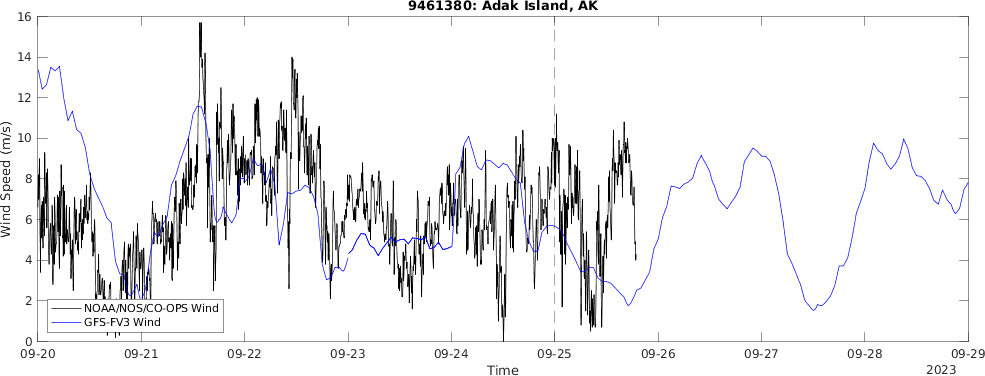 9461380: Adak Island, AK
Wind Speed (m/s)
16
14
12
10
8
6
4
2
0
NOAA/NOS/CO-OPS Wind
GFS-FV3 Wind
09-20 09-21 09-22 09-23 09-24 09-25 09-26 09-27 09-28 09-29
Time
2023